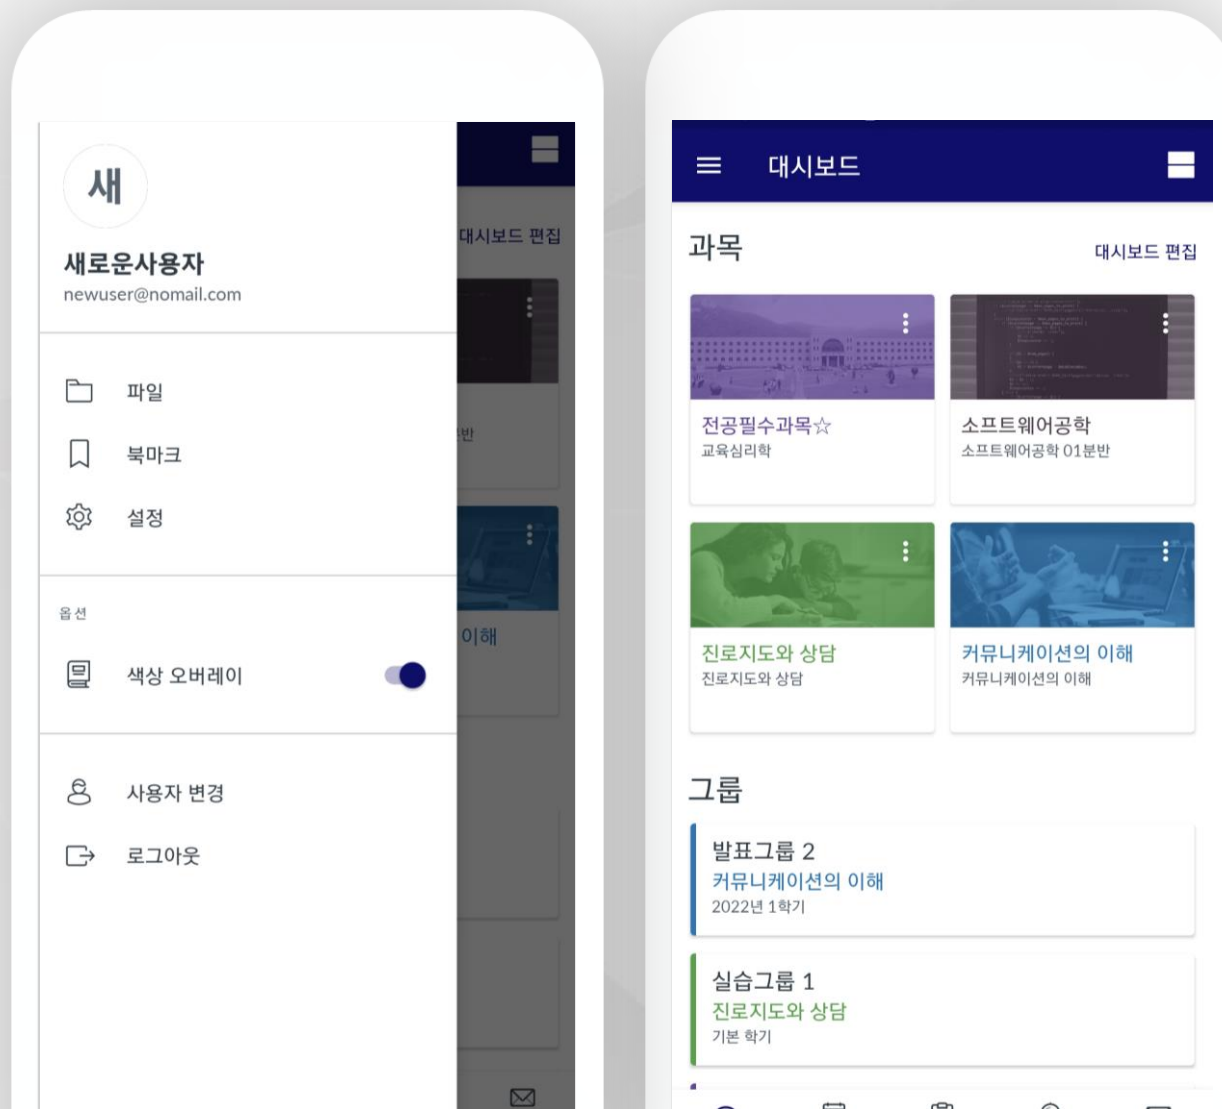 새
새로운사용자
newuser@nomail.com
파일
북마크
설정
옵션
색상 오버레이
사용자 변경
로그아웃
대시보드 편집
반
이해
대시보드
과목
대시보드 편집
전공필수과목☆
교육심리학
소프트웨어공학
소프트웨어공학 01분반
진로지도와 상담
진로지도와 상담
커뮤니케이션의 이해
커뮤니케이션의 이해
그룹
발표그룹 2
커뮤니케이션의 이해
2022년 1학기
실습그룹 1
진로지도와 상담
기본 학기